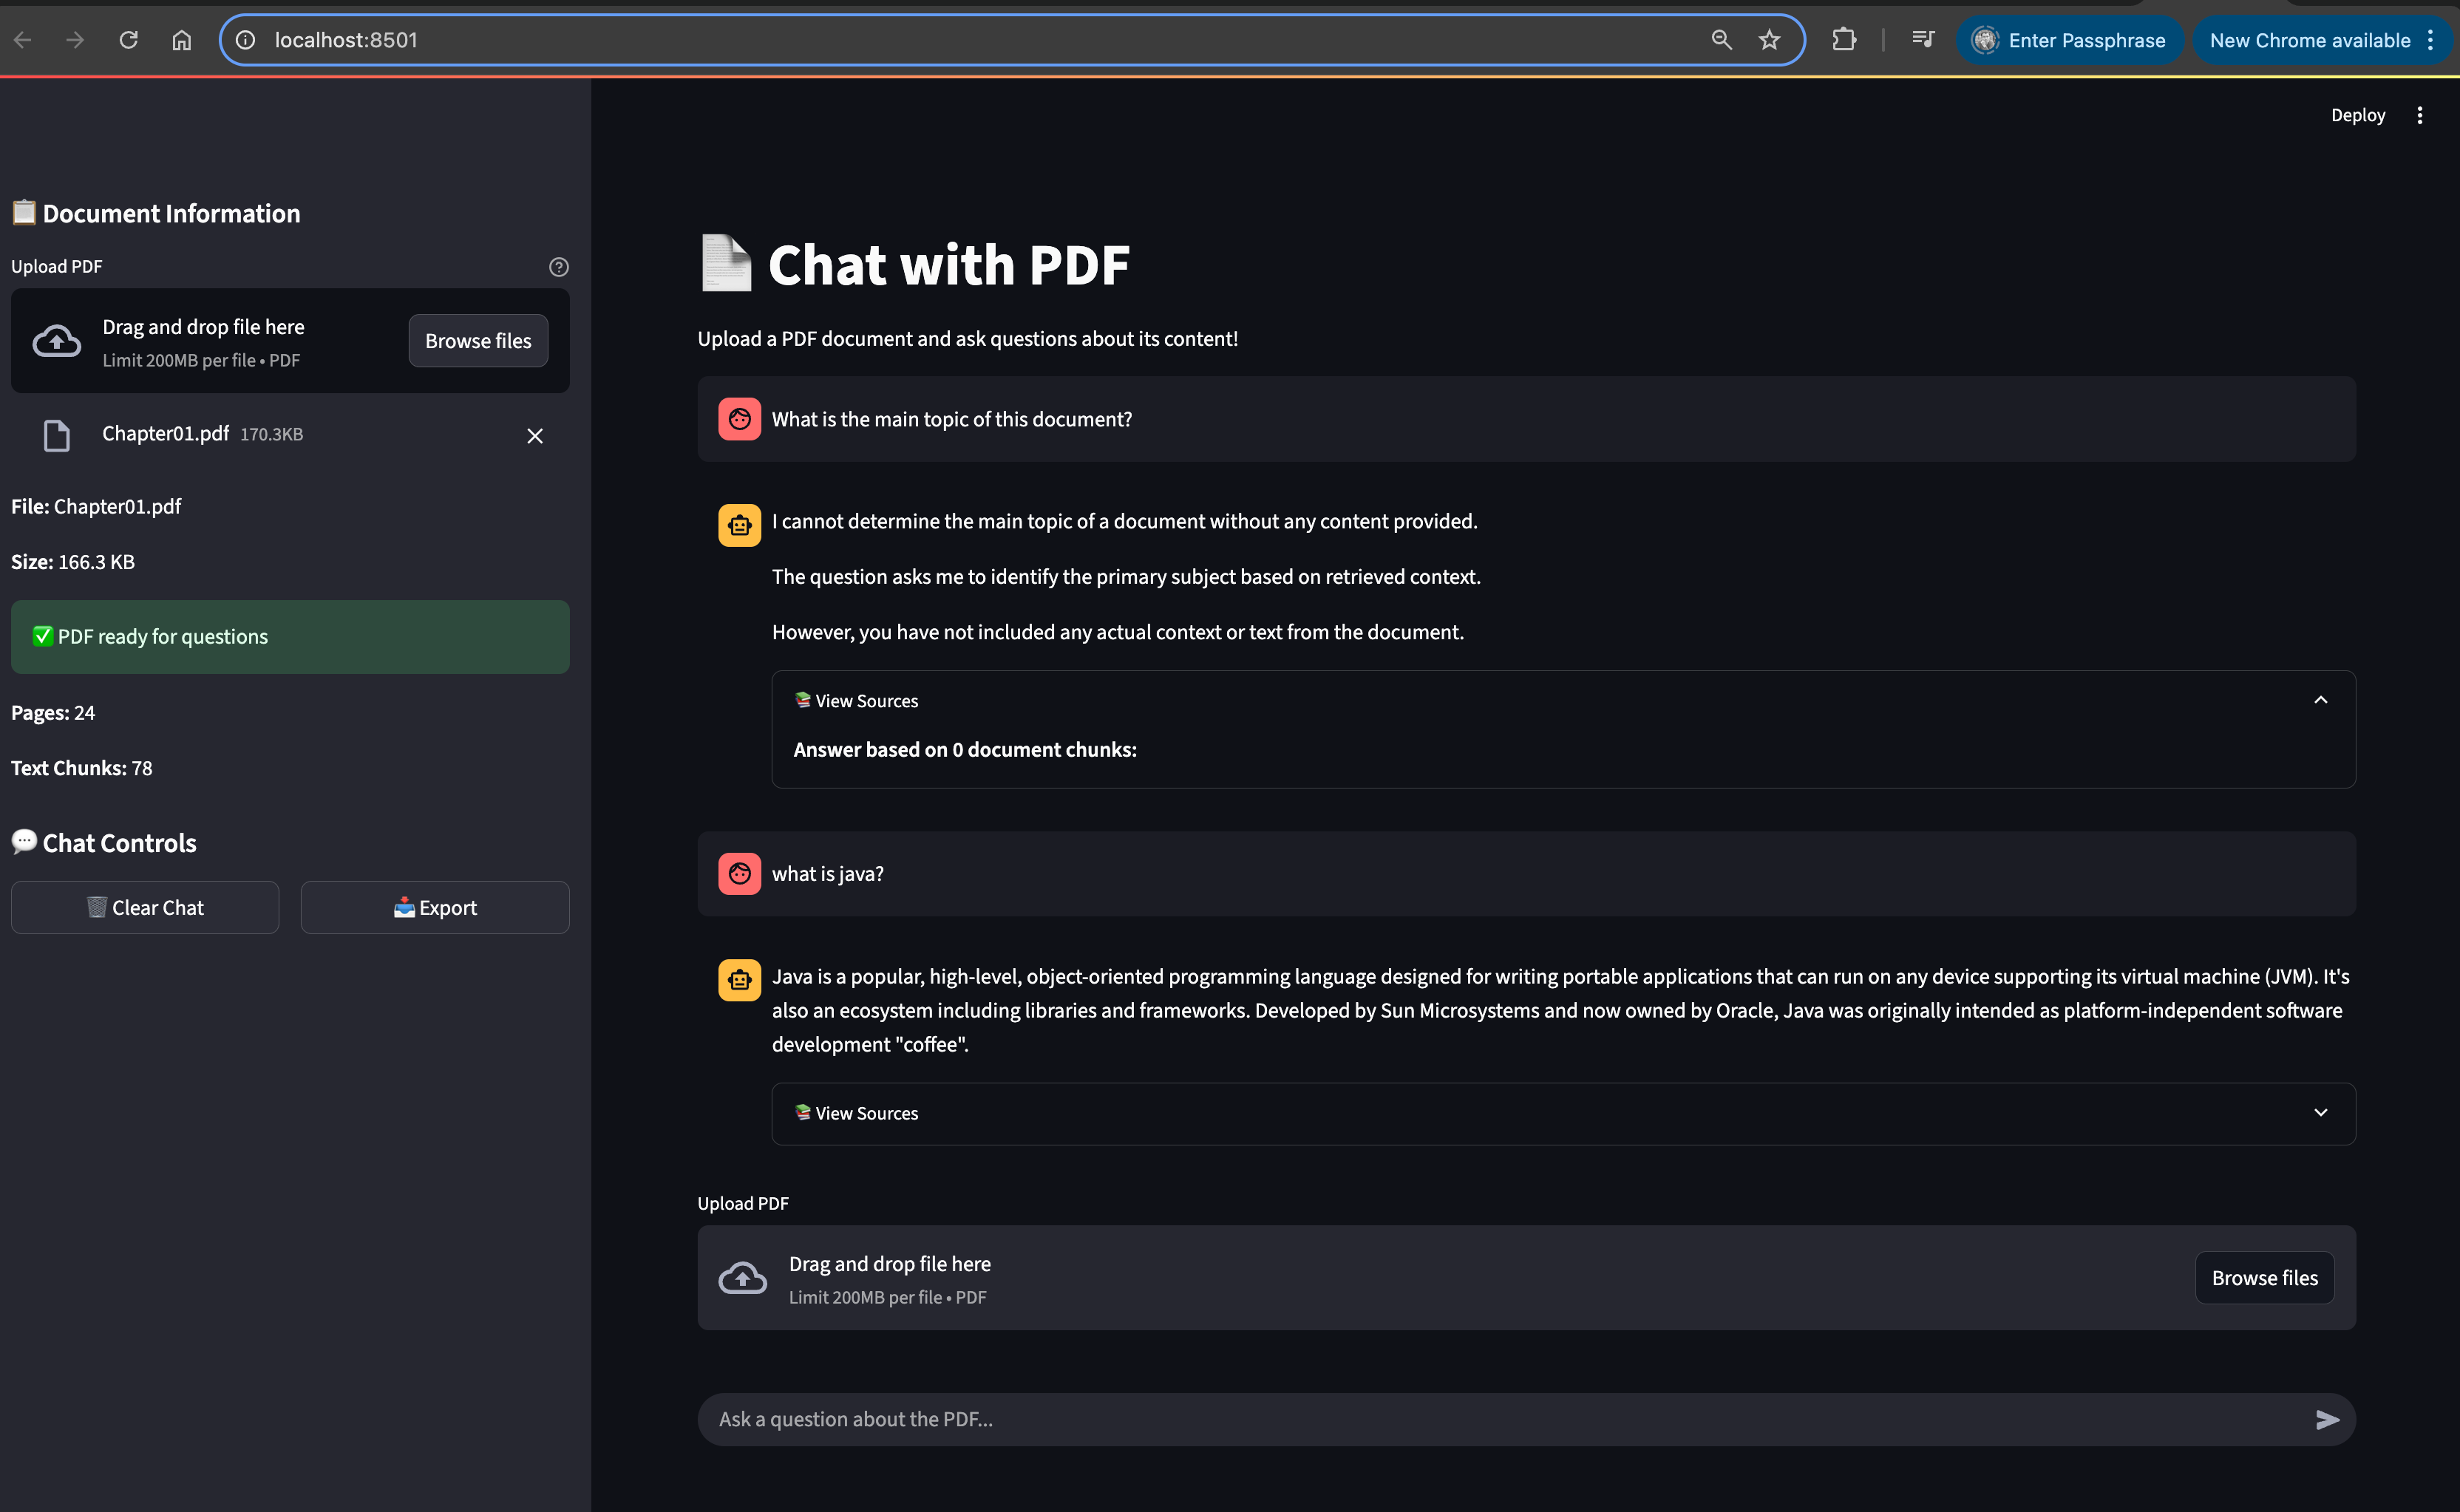 localhost:8501
Enter Passphrase
New Chrome available
Deploy
Document Information
Upload PDF
Drag and drop file here
Limit 200MB per file • PDF
Browse files
Chapter01.pdf 170.3KB
File: Chapter01.pdf
Size: 166.3 KB
PDF ready for questions
Pages: 24
Text Chunks: 78
Chat Controls
Clear Chat
Export
Chat with PDF
Upload a PDF document and ask questions about its content!
What is the main topic of this document?
I cannot determine the main topic of a document without any content provided.
The question asks me to identify the primary subject based on retrieved context.
However, you have not included any actual context or text from the document.
View Sources
Answer based on 0 document chunks:
what is java?
Java is a popular, high-level, object-oriented programming language designed for writing portable applications that can run on any device supporting its virtual machine (JVM). It's
also an ecosystem including libraries and frameworks. Developed by Sun Microsystems and now owned by Oracle, Java was originally intended as platform-independent software
development "coffee".
View Sources
Upload PDF
Drag and drop file here
Limit 200MB per file • PDF
Browse files
Ask a question about the PDF...